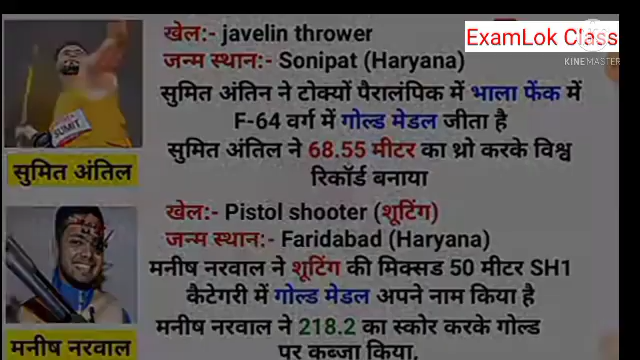 ExamLok Class
KINEMASTER
खेल:- javelin thrower
जन्म स्थान:- Sonipat (Haryana)
सुमित अंतिन ने टोक्यों पैरालंपिक में भाला फेंक में
F-64 वर्ग में गोल्ड मेडल जीता है
सुमित अंतिल ने 68.55 मीटर का थ्रो करके विश्व
रिकॉर्ड बनाया
SUMIT
सुमित अंतिल
खेल:- Pistol shooter (शूटिंग)
जन्म स्थान:- Faridabad (Haryana)
मनीष नरवाल ने शूटिंग की मिक्सड 50 मीटर SH1
कैटेगरी में गोल्ड मेडल अपने नाम किया है
मनीष नरवाल ने 218.2 का स्कोर करके गोल्ड
पर कब्जा किया.
मनीष नरवाल